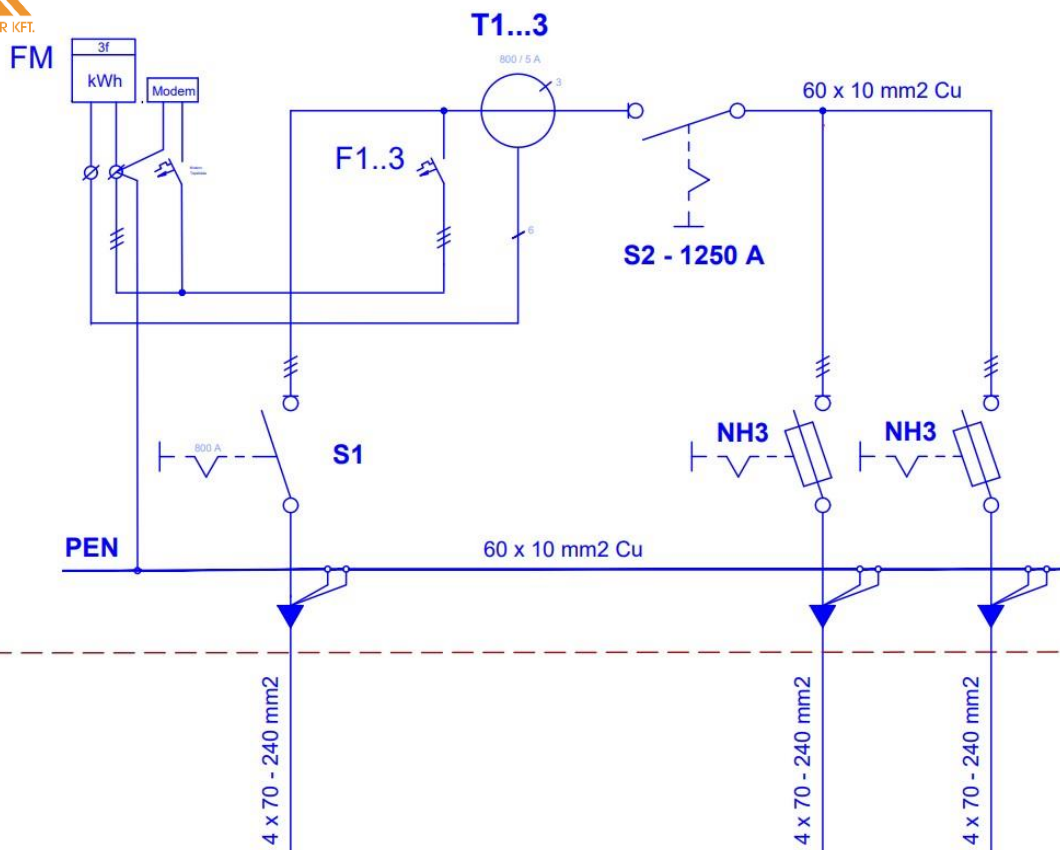 R KFT.
FM
3f
kWh
Modem
T1...3
800 / 5 A
3
60 x 10 mm2 Cu
F1..3
6
S2 - 1250 A
800 A
S1
NH3
NH3
PEN
60 x 10 mm2 Cu
4 x 70 - 240 mm2
4 x 70 - 240 mm2
4 x 70 - 240 mm2